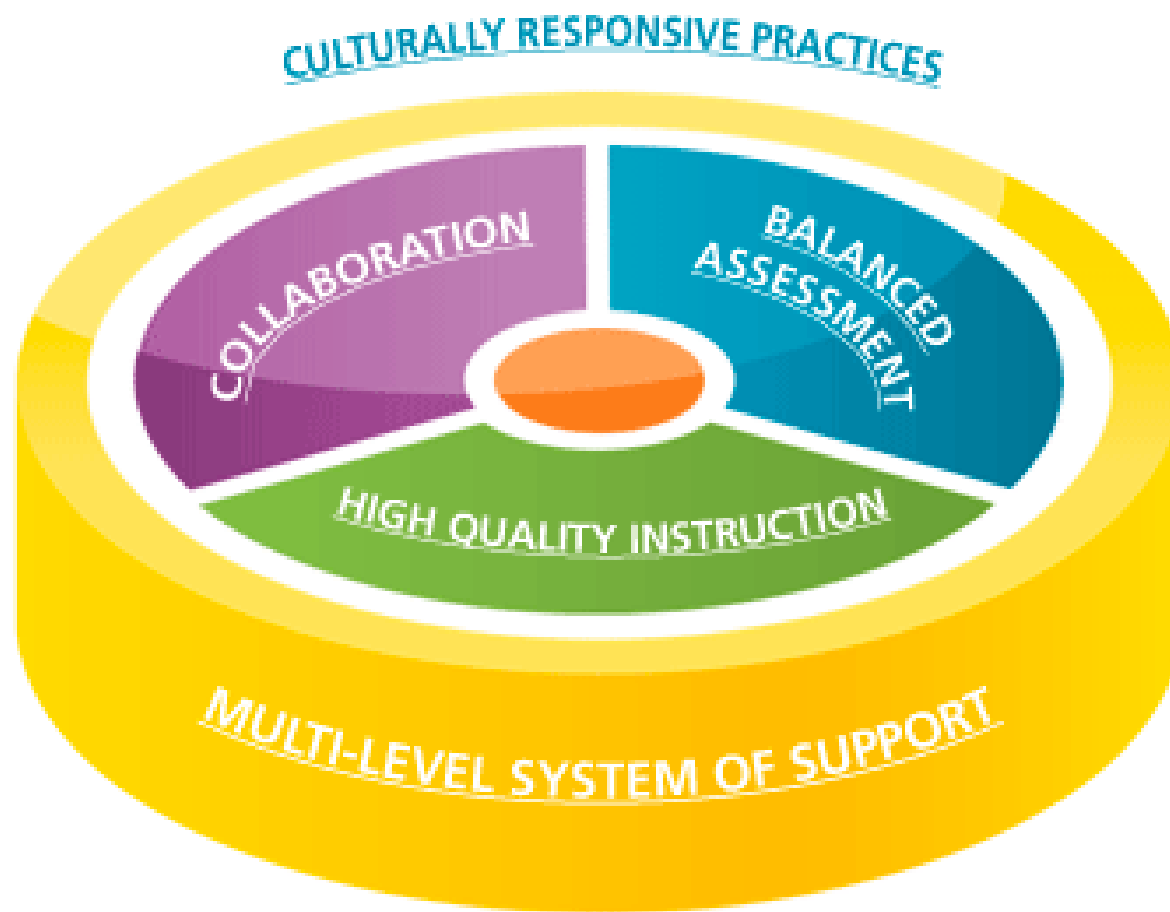 CULTURALLY RESPONSIVE PRACTICES
COLLABORATION
BALANCED
ASSESSMENT
HIGH QUALITY INSTRUCTION
MULTI-LEVEL SYSTEM OF SUPPORT